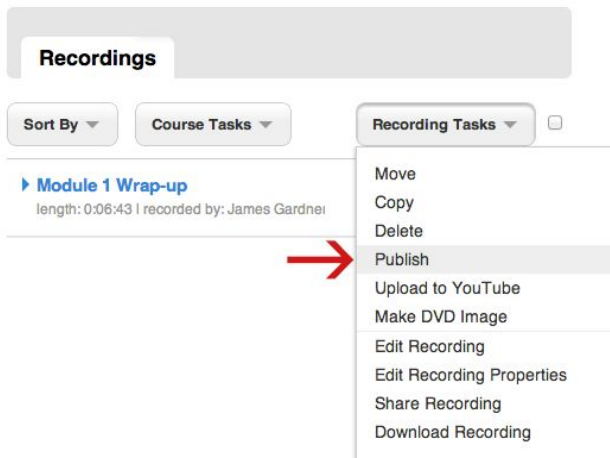 Recordings
Sort By
Course Tasks
Recording Tasks
Module 1 Wrap-up
length: 0:06:43 | recorded by: James Gardner
Move
Copy
Delete
Publish
Upload to YouTube
Make DVD Image
Edit Recording
Edit Recording Properties
Share Recording
Download Recording